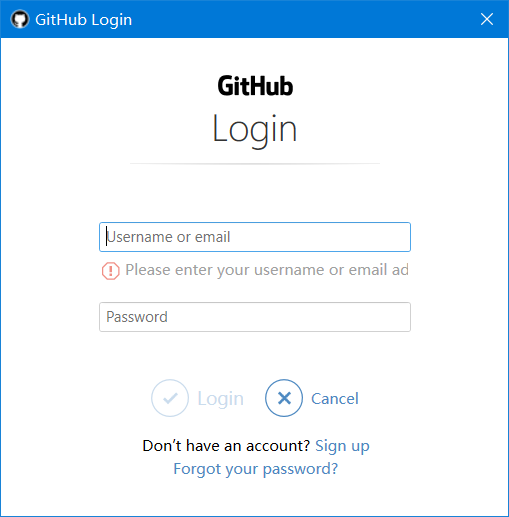 GitHub Login
GitHub
Login
Username or email
Please enter your username or email ad
Password
Login Cancel
Don't have an account? Sign up
Forgot your password?